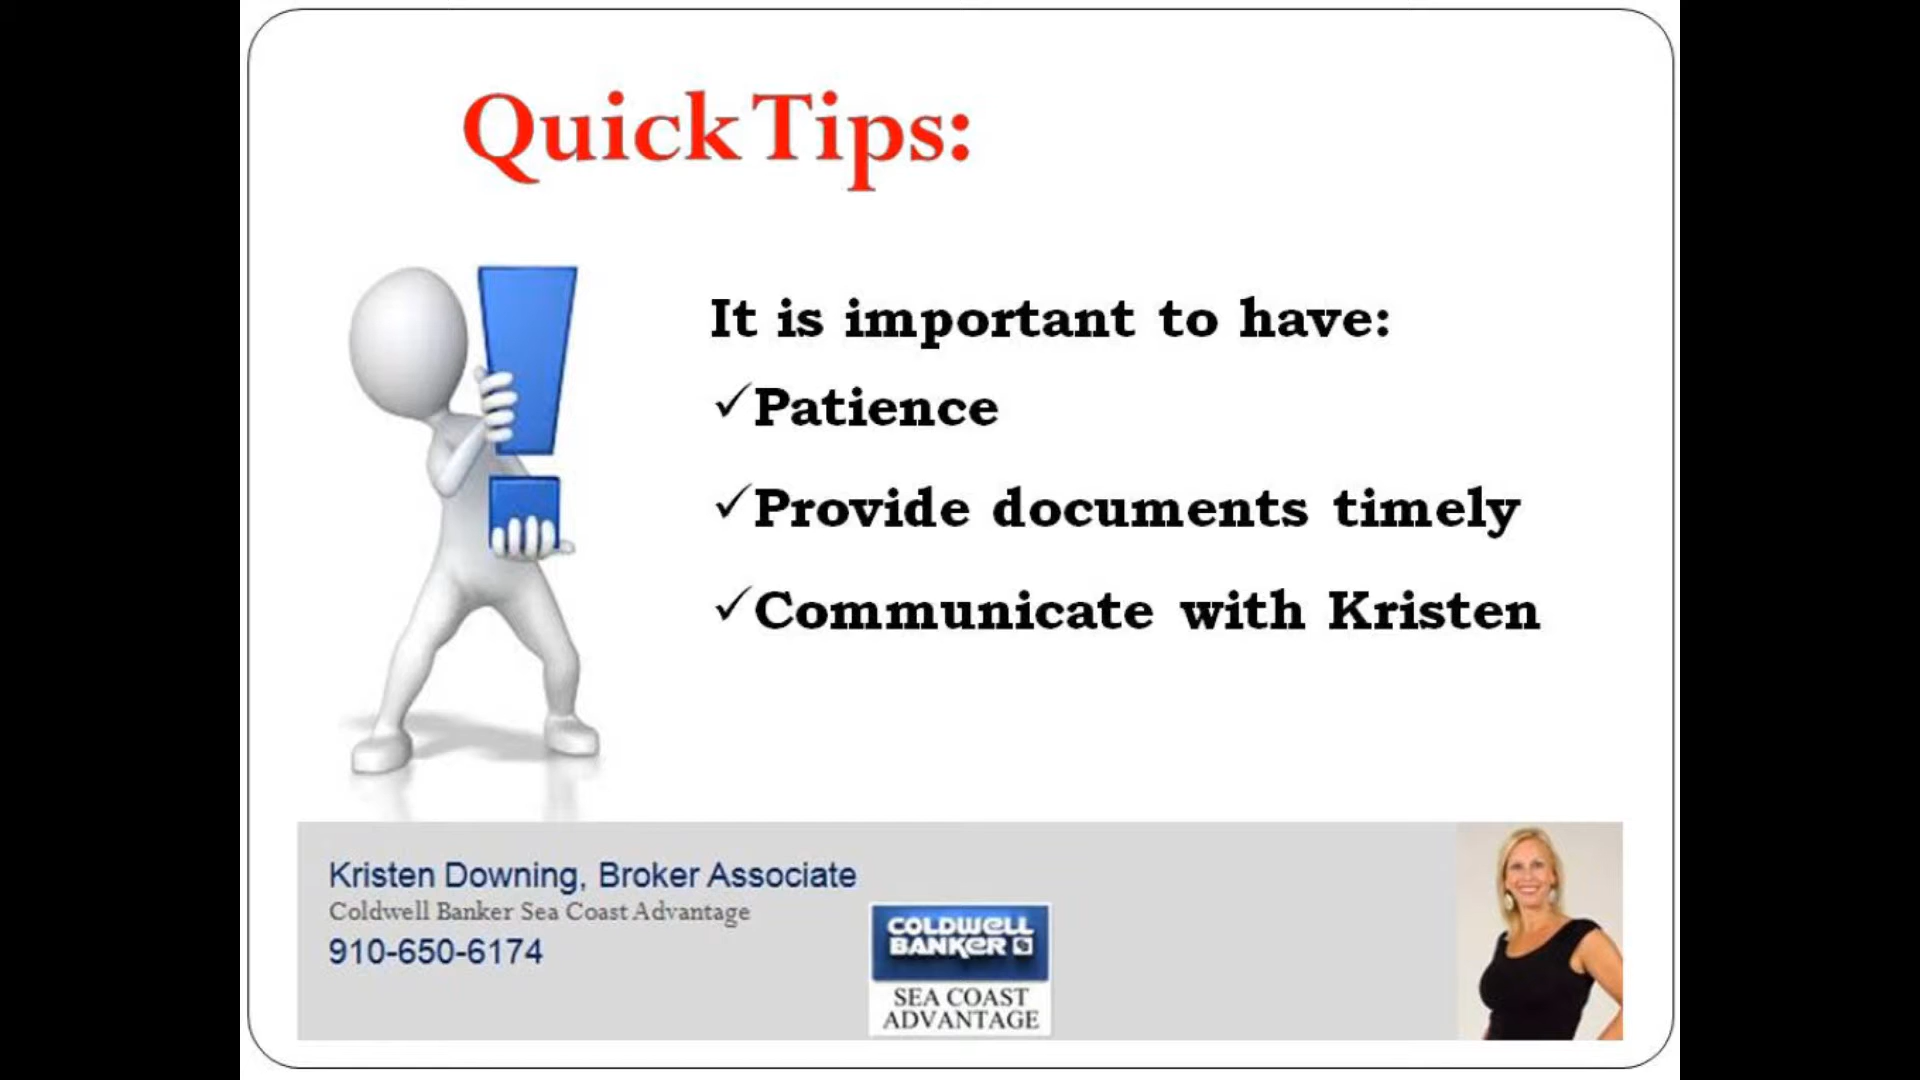 Quick Tips:
It is important to have:
✓Patience
✓Provide documents timely
✓Communicate with Kristen
Kristen Downing, Broker Associate
Coldwell Banker Sea Coast Advantage
910-650-6174
COLDWELL
BANKER
SEA COAST
ADVANTAGE